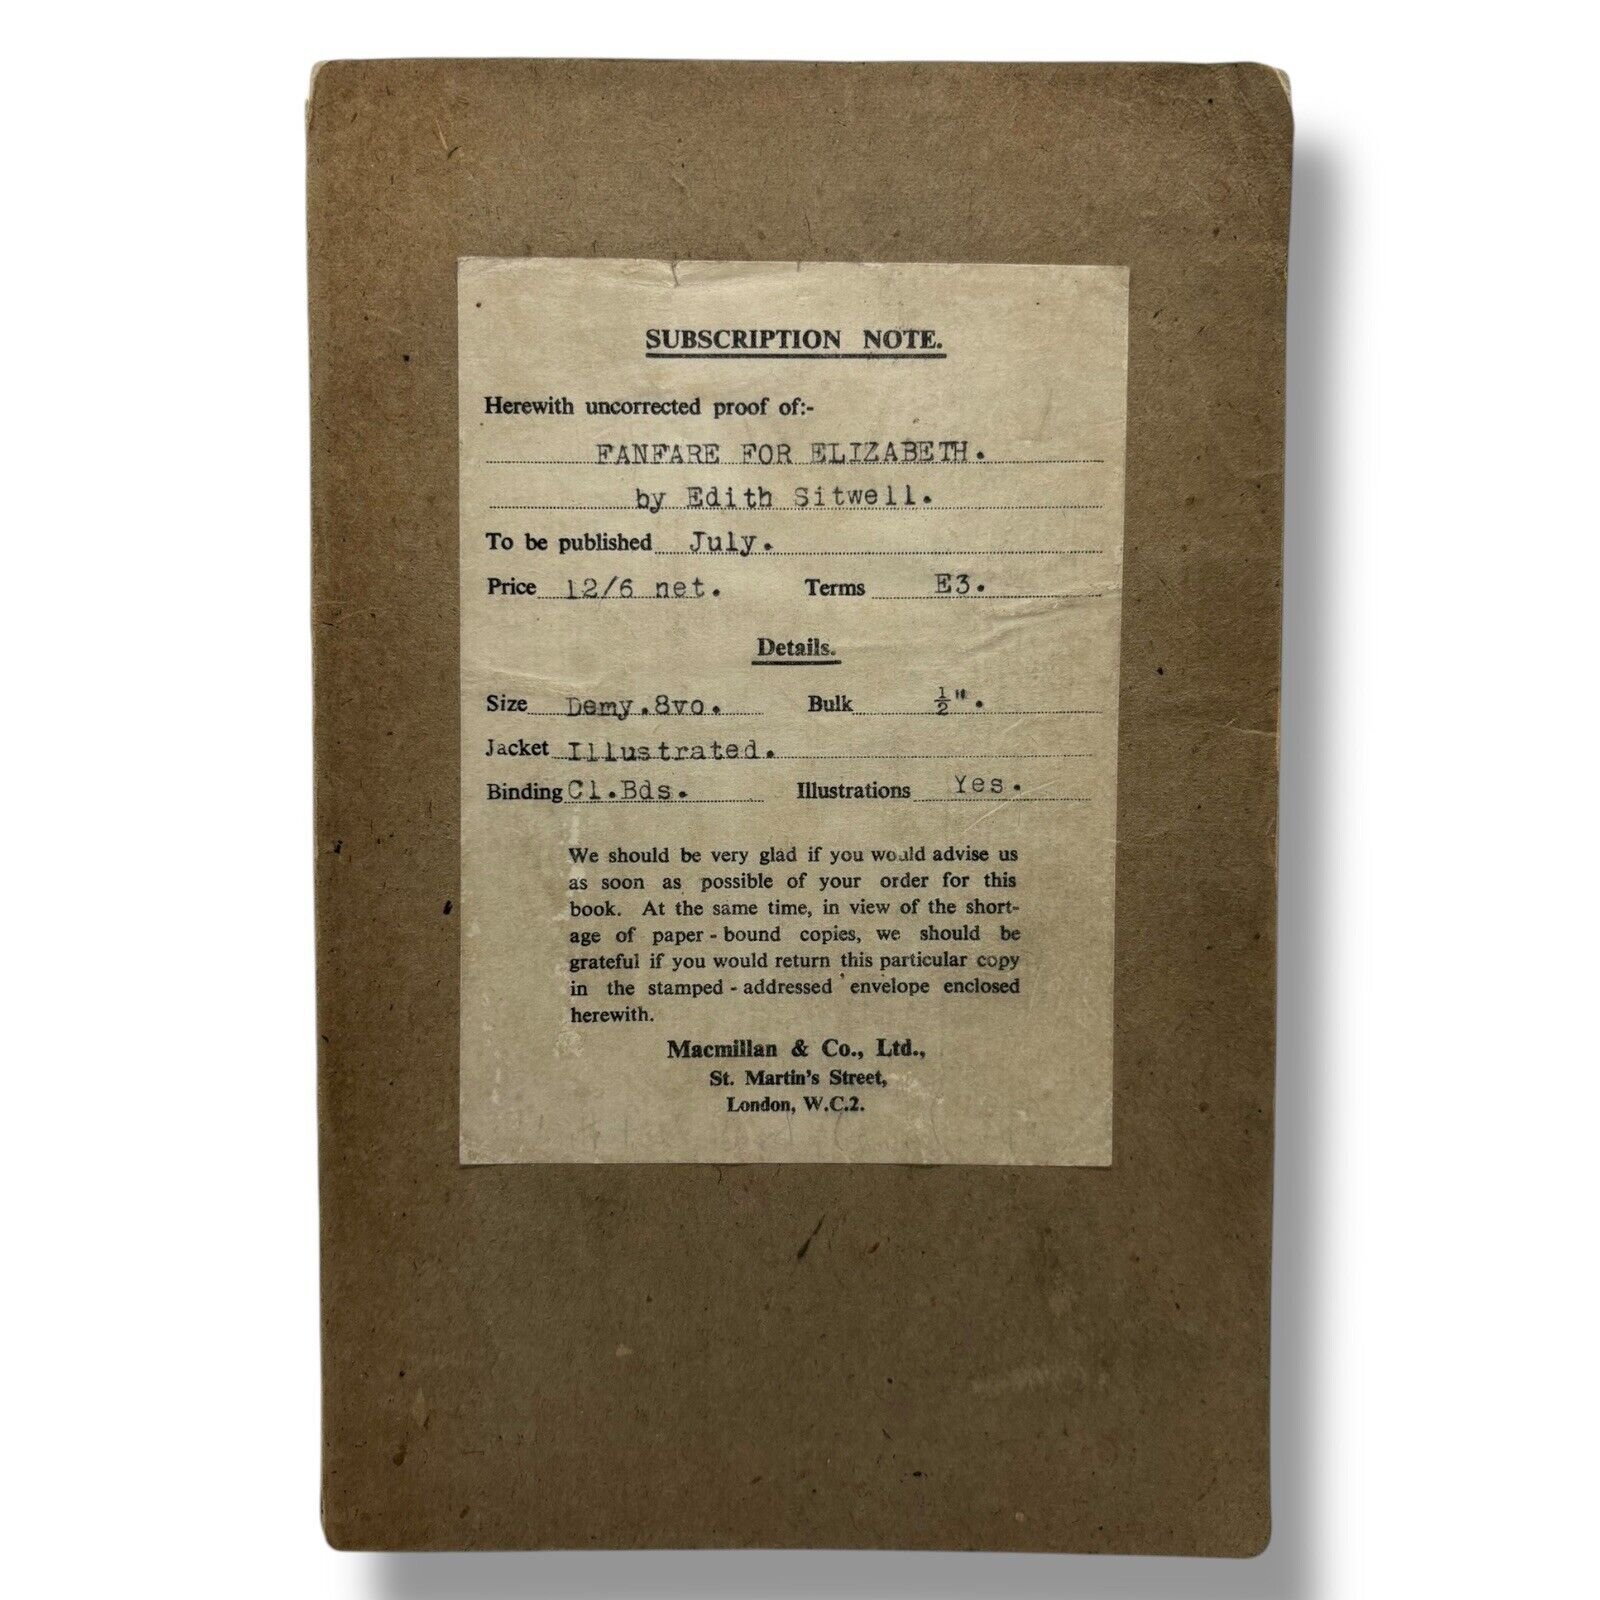 SUBSCRIPTION NOTE.
Herewith uncorrected proof of:-
FANFARE FOR ELIZABETH.
by Edith Sitwell.
To be published July.
Price 12/6 net. Terms E3.
Details.
Size Demy.8vo. Bulk ½".
Jacket Illustrated.
Binding Cl.Bds. Illustrations Yes.
We should be very glad if you would advise us
as soon as possible of your order for this
book. At the same time, in view of the short-
age of paper - bound copies, we should be
grateful if you would return this particular copy
in the stamped - addressed envelope enclosed
herewith.
Macmillan & Co., Ltd.,
St. Martin's Street,
London, W.C.2.